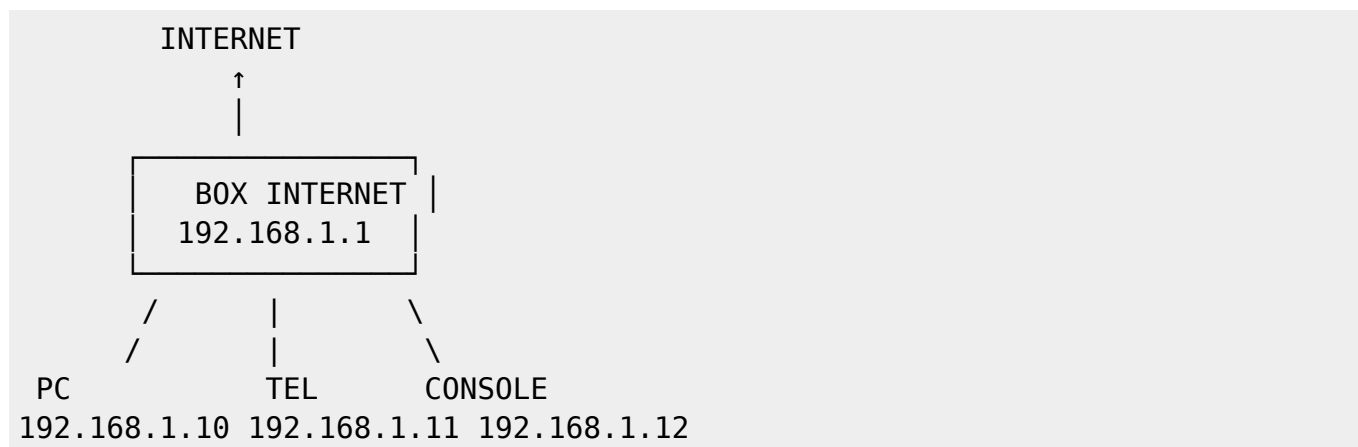 INTERNET
BOX INTERNET
192.168.1.1
PC TEL CONSOLE
192.168.1.10 192.168.1.11 192.168.1.12